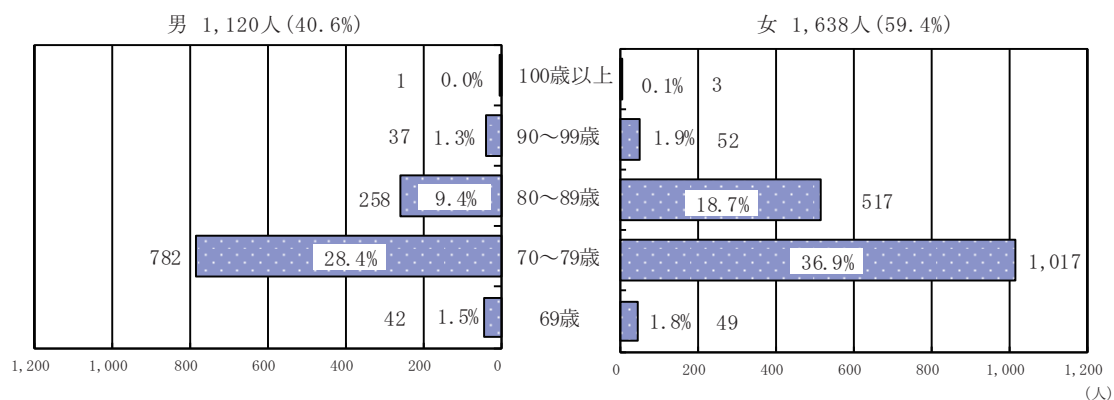 男 1,120人(40.6%) 女 1,638人(59.4%)
1 0.0% 100歳以上 0.1% 3
37 1.3% 90～99歳 1.9% 52
258 9.4% 80～89歳 18.7% 517
782 28.4% 70～79歳 36.9% 1,017
42 1.5% 69歳 1.8% 49
1,200 1,000 800 600 400 200 0 0 200 400 600 800 1,000 1,200
(人)